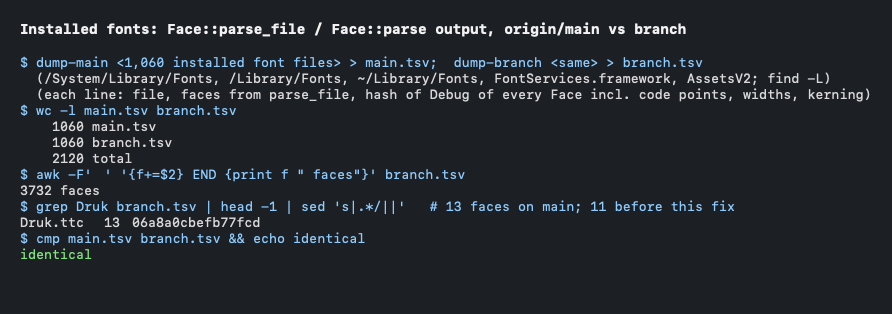 Installed fonts: Face::parse_file / Face::parse output, origin/main vs branch
$ dump-main <1,060 installed font files> > main.tsv;  dump-branch <same> > branch.tsv
  (/System/Library/Fonts, /Library/Fonts, ~/Library/Fonts, FontServices.framework, AssetsV2; find -L)
  (each line: file, faces from parse_file, hash of Debug of every Face incl. code points, widths, kerning)
$ wc -l main.tsv branch.tsv
    1060 main.tsv
    1060 branch.tsv
    2120 total
$ awk -F' ' '{f+=$2} END {print f " faces"}' branch.tsv
3732 faces
$ grep Druk branch.tsv | head -1 | sed 's|.*/||'   # 13 faces on main; 11 before this fix
Druk.ttc  13 06a8a0cbefb77fcd
$ cmp main.tsv branch.tsv && echo identical
identical